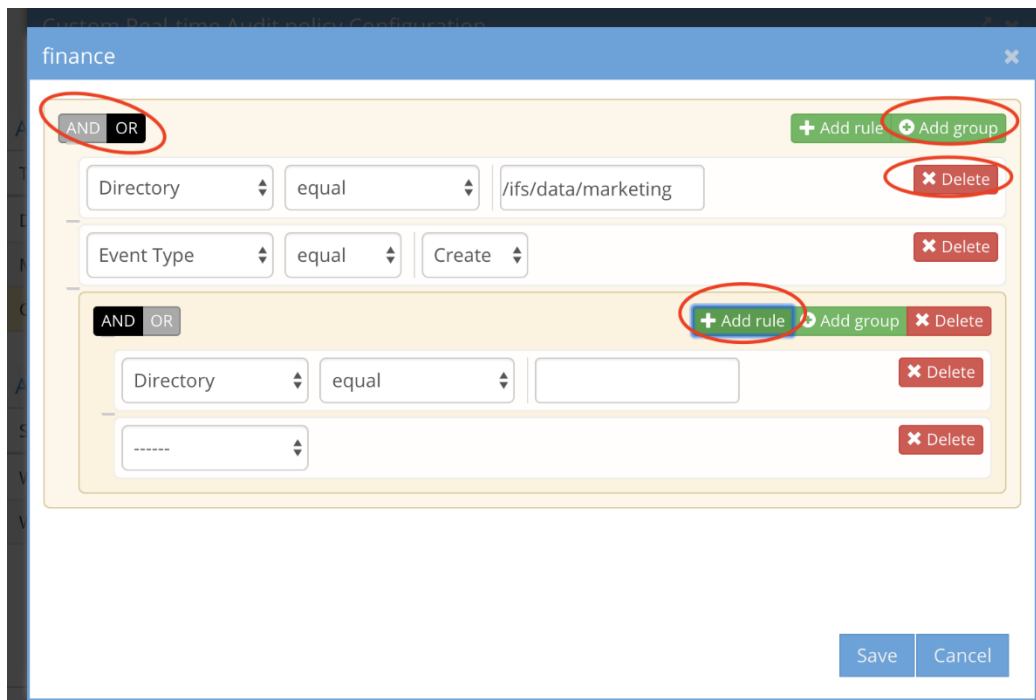 Custom Real-time Audit policy Configuration
finance
AND OR + Add rule Add group
Directory equal /ifs/data/marketing Delete
Event Type equal Create Delete
AND OR + Add rule Add group Delete
Directory equal Delete
------ Delete
Save Cancel